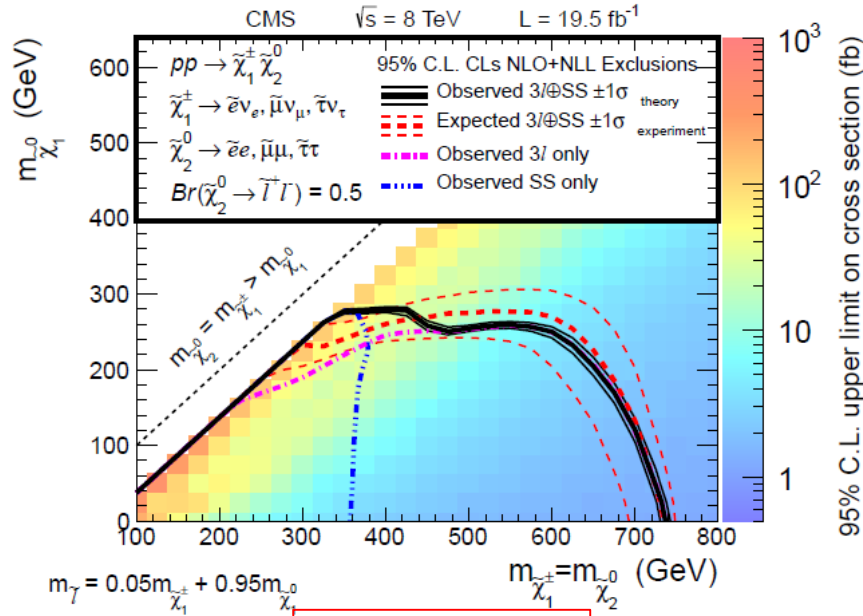 CMS √s = 8 TeV L = 19.5 fb⁻¹
pp → χ̃₁± χ̃₂⁰
χ̃₁± → ẽνₑ, μ̃ν_μ, τ̃ν_τ
χ̃₂⁰ → ẽe, μ̃μ, τ̃τ
Br(χ̃₂⁰ → l̃⁺l⁻) = 0.5
95% C.L. CLs NLO+NLL Exclusions
Observed 3l⊕SS ±1σ theory
Expected 3l⊕SS ±1σ experiment
Observed 3l only
Observed SS only
m_χ̃₁⁰ (GeV)
600
500
400
300
200
100
0
m_χ̃₂⁰ = m_χ̃₁± > m_χ̃₁⁰
100 200 300 400 500 600 700 800
m_χ̃₁± = m_χ̃₂⁰ (GeV)
m_l̃ = 0.05m_χ̃₁± + 0.95m_χ̃₁⁰
10³
10²
10
1
95% C.L. upper limit on cross section (fb)